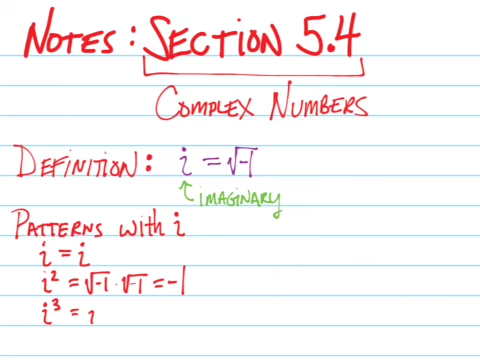 NOTES: SECTION 5.4
COMPLEX NUMBERS
DEFINITION: i = √-1
IMAGINARY
PATTERNS WITH i
i = i
i² = √-1 · √-1 = -1
i³ =